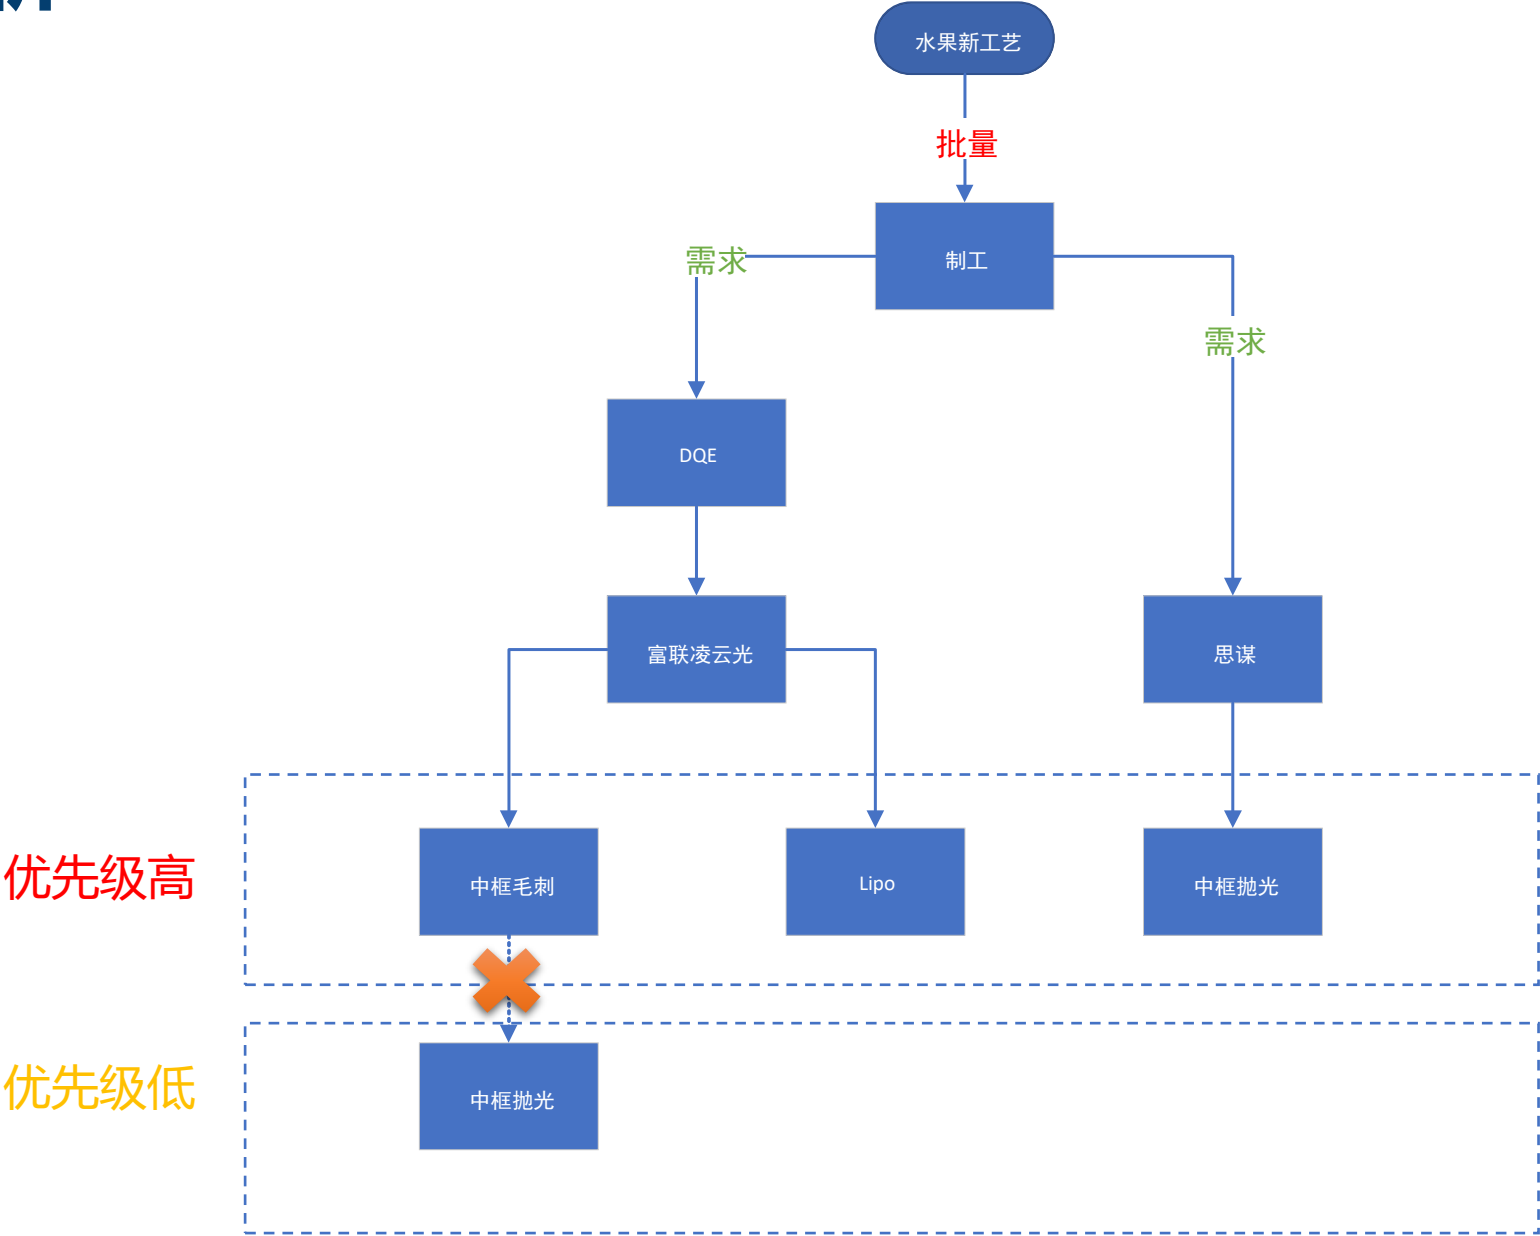 水果新工艺
批量
制工
需求
需求
DQE
富联凌云光
思谋
优先级高
中框毛刺
Lipo
中框抛光
优先级低
中框抛光